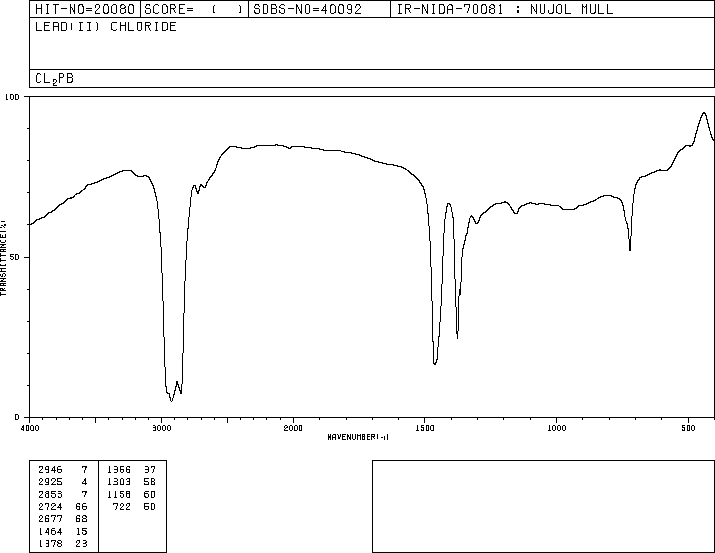 HIT-NO=20080 SCORE= ( ) SDBS-NO=40092 IR-NIDA-70081 : NUJOL MULL
LEAD(II) CHLORIDE
CL2PB
100
50
0
TRANSMITTANCE(%)
4000 3000 2000 1500 1000 500
WAVENUMBER(-1)
2946 7 1366 37
2925 4 1303 58
2853 7 1158 60
2724 66 722 50
2677 68
1464 15
1378 23